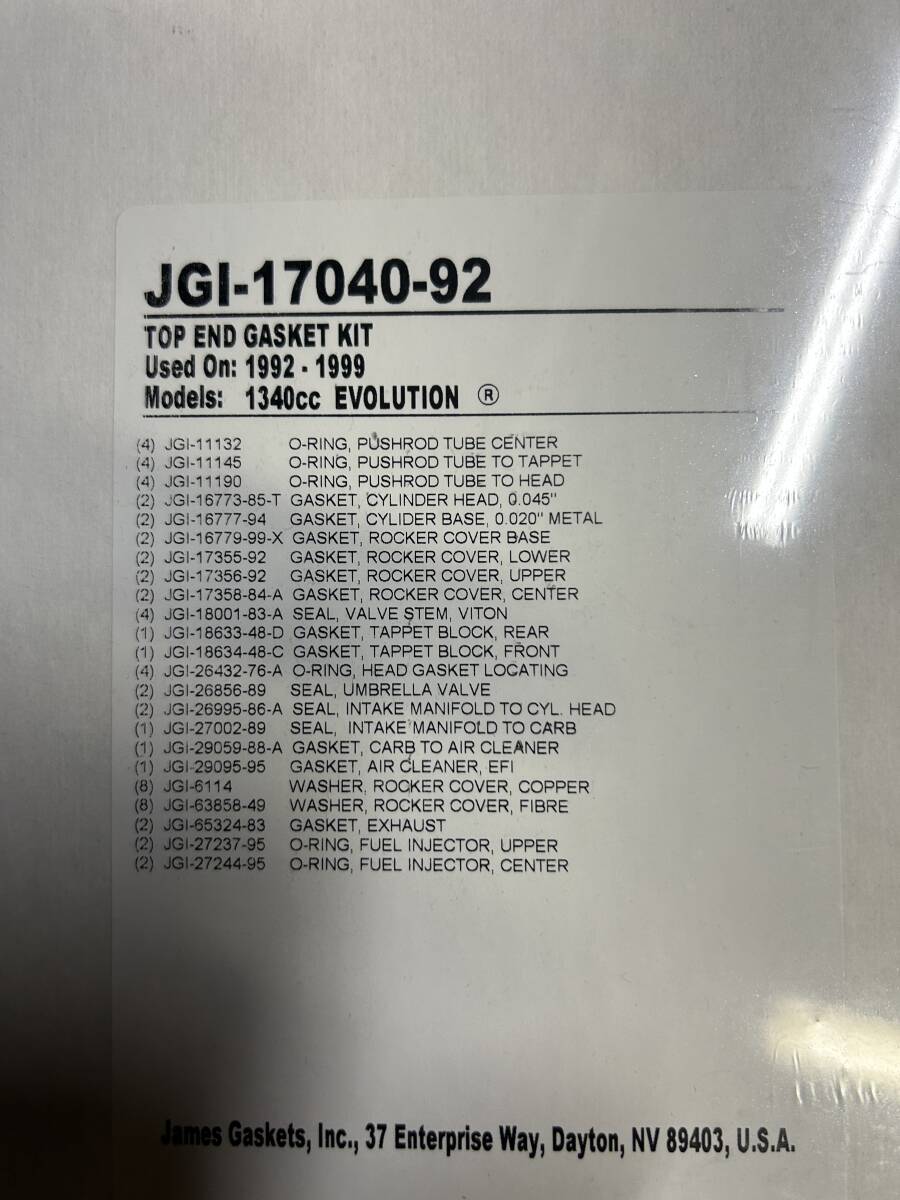 JGI-17040-92
TOP END GASKET KIT
Used On: 1992 - 1999
Models: 1340cc EVOLUTION ®
(4) JGI-11132 O-RING, PUSHROD TUBE CENTER
(4) JGI-11145 O-RING, PUSHROD TUBE TO TAPPET
(4) JGI-11190 O-RING, PUSHROD TUBE TO HEAD
(2) JGI-16773-85-T GASKET, CYLINDER HEAD, 0.045"
(2) JGI-16777-94 GASKET, CYLIDER BASE, 0.020" METAL
(2) JGI-16779-99-X GASKET, ROCKER COVER BASE
(2) JGI-17355-92 GASKET, ROCKER COVER, LOWER
(2) JGI-17356-92 GASKET, ROCKER COVER, UPPER
(2) JGI-17358-84-A GASKET, ROCKER COVER, CENTER
(4) JGI-18001-83-A SEAL, VALVE STEM, VITON
(1) JGI-18633-48-D GASKET, TAPPET BLOCK, REAR
(1) JGI-18634-48-C GASKET, TAPPET BLOCK, FRONT
(4) JGI-26432-76-A O-RING, HEAD GASKET LOCATING
(2) JGI-26856-89 SEAL, UMBRELLA VALVE
(2) JGI-26995-86-A SEAL, INTAKE MANIFOLD TO CYL. HEAD
(1) JGI-27002-89 SEAL, INTAKE MANIFOLD TO CARB
(1) JGI-29059-88-A GASKET, CARB TO AIR CLEANER
(1) JGI-29095-95 GASKET, AIR CLEANER, EFI
(8) JGI-6114 WASHER, ROCKER COVER, COPPER
(8) JGI-63858-49 WASHER, ROCKER COVER, FIBRE
(2) JGI-65324-83 GASKET, EXHAUST
(2) JGI-27237-95 O-RING, FUEL INJECTOR, UPPER
(2) JGI-27244-95 O-RING, FUEL INJECTOR, CENTER
James Gaskets, Inc., 37 Enterprise Way, Dayton, NV 89403, U.S.A.